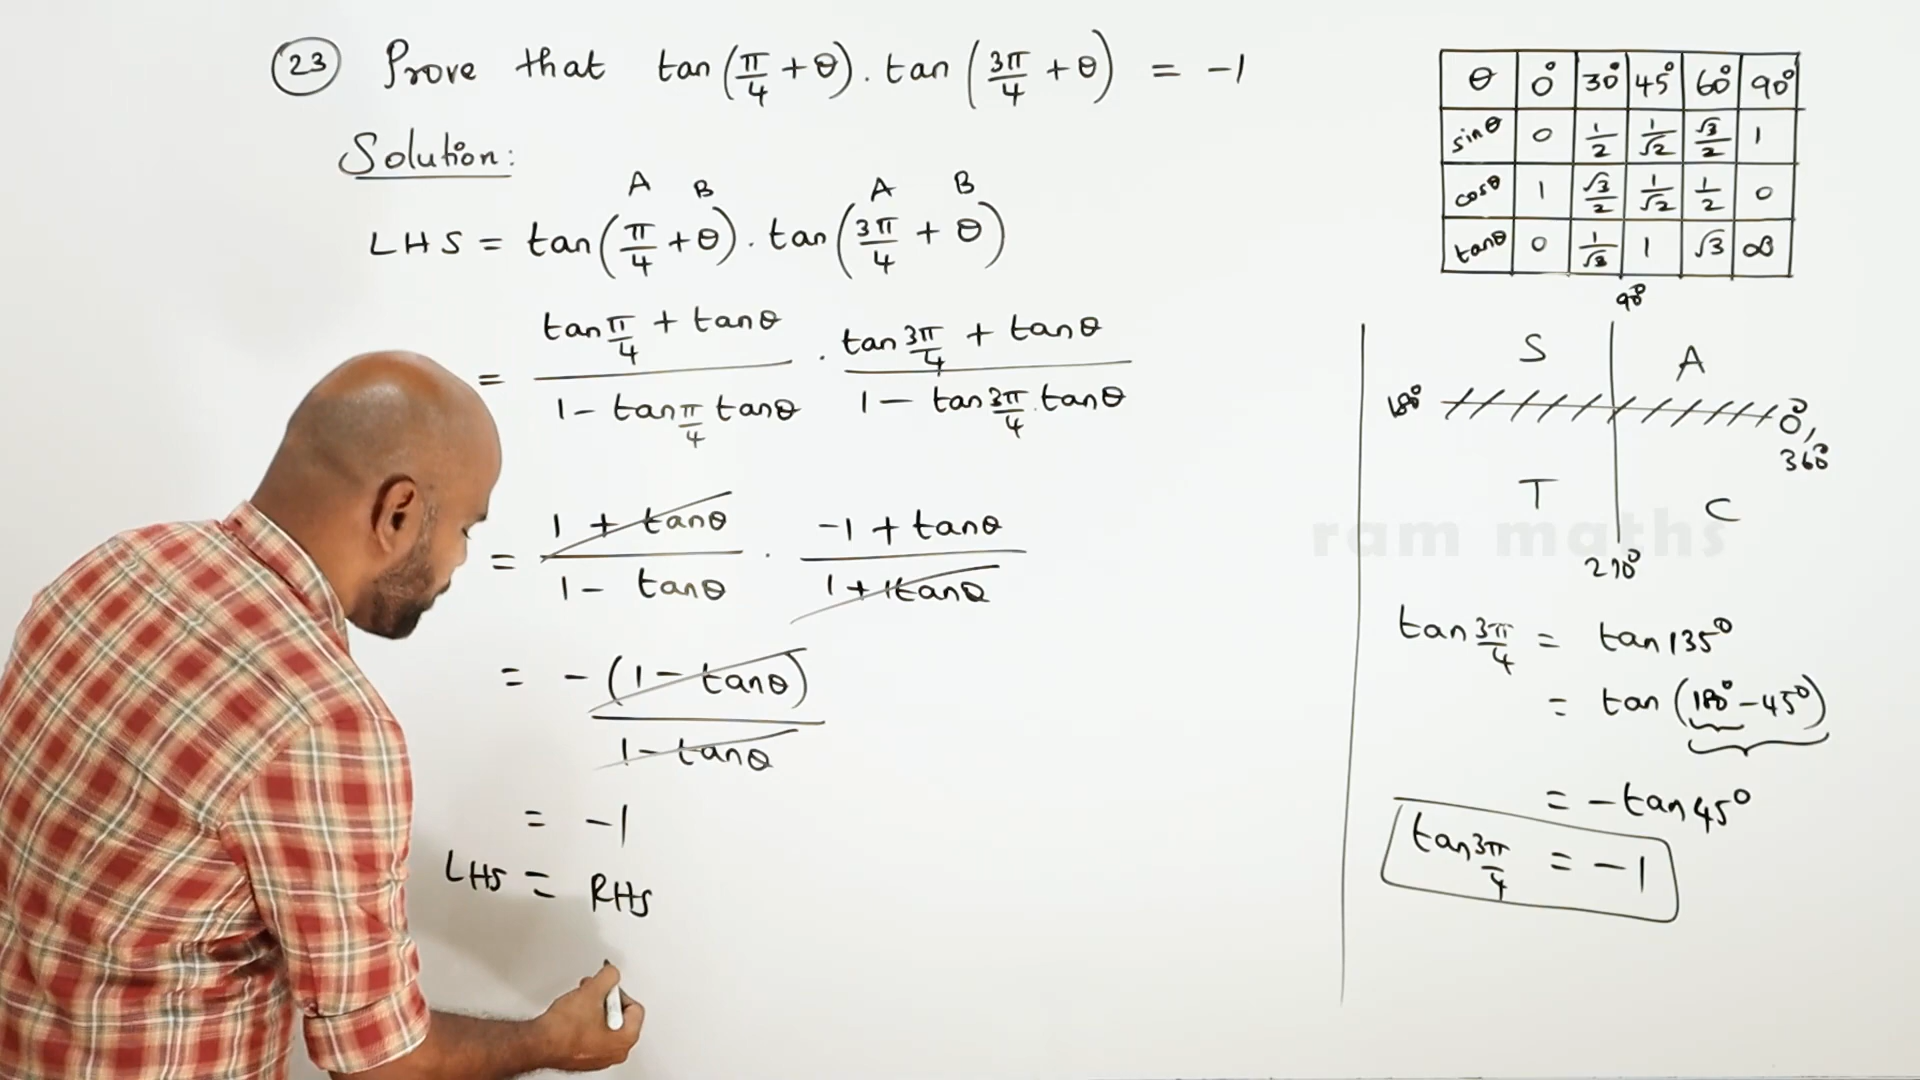 23 Prove that tan(π/4 + θ) . tan(3π/4 + θ) = -1
Solution:
A B A B
LHS = tan(π/4 + θ) . tan(3π/4 + θ)
= (tan π/4 + tanθ)/(1 - tan π/4 tanθ) . (tan 3π/4 + tanθ)/(1 - tan 3π/4 . tanθ)
= (1 + tanθ)/(1 - tanθ) . (-1 + tanθ)/(1 + 1tanθ)
= -(1 - tanθ)/(1 - tanθ)
= -1
LHS = RHS
θ 0° 30° 45° 60° 90°
sinθ 0 1/2 1/√2 √3/2 1
cosθ 1 √3/2 1/√2 1/2 0
tanθ 0 1/√3 1 √3 ∞
90°
S A
180° 0°,
360°
T C
ram maths
270°
tan 3π/4 = tan 135°
= tan (180° - 45°)
= -tan 45°
tan 3π/4 = -1